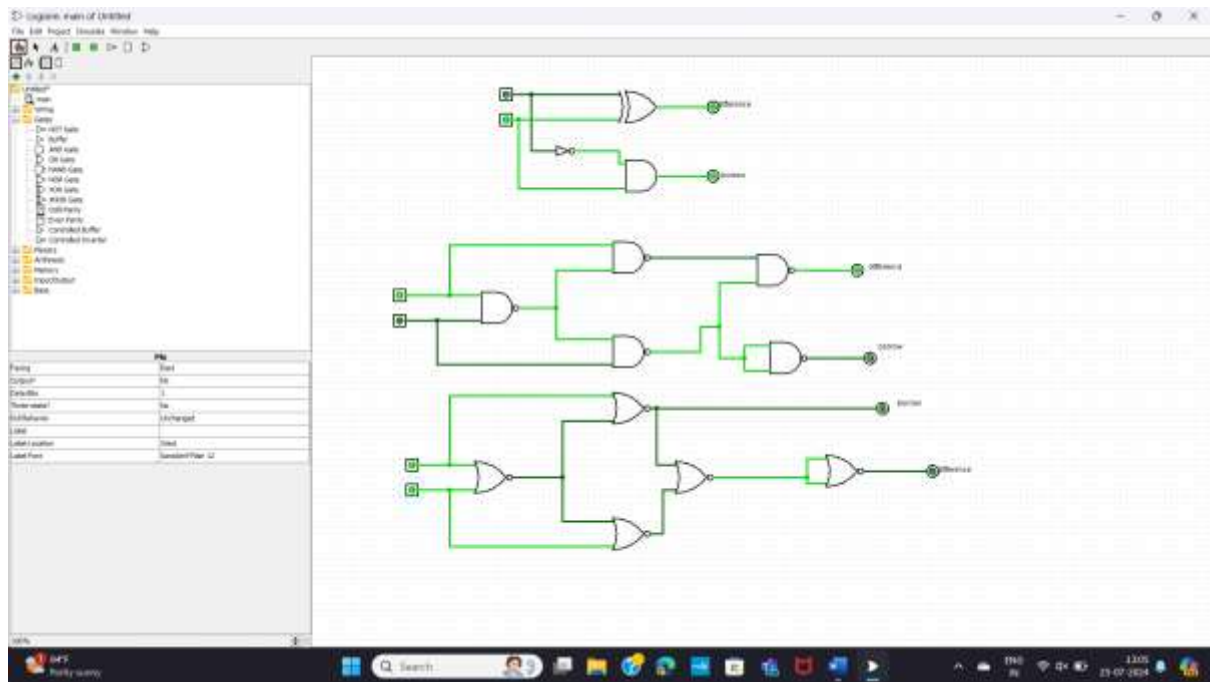 Logisim: main of Untitled
File Edit Project Simulate Window Help
Untitled*
main
Wiring
Gates
NOT Gate
Buffer
AND Gate
OR Gate
NAND Gate
NOR Gate
XOR Gate
XNOR Gate
Odd Parity
Even Parity
Controlled Buffer
Controlled Inverter
Plexers
Arithmetic
Memory
Input/Output
Base
Pin
Facing East
Output? No
Data Bits 1
Three-state? No
Pull Behavior Unchanged
Label
Label Location West
Label Font SansSerif Plain 12
100%
difference
borrow
difference
borrow
borrow
difference
84°F
Partly sunny
Search
ENG
IN
13:05
25-07-2024